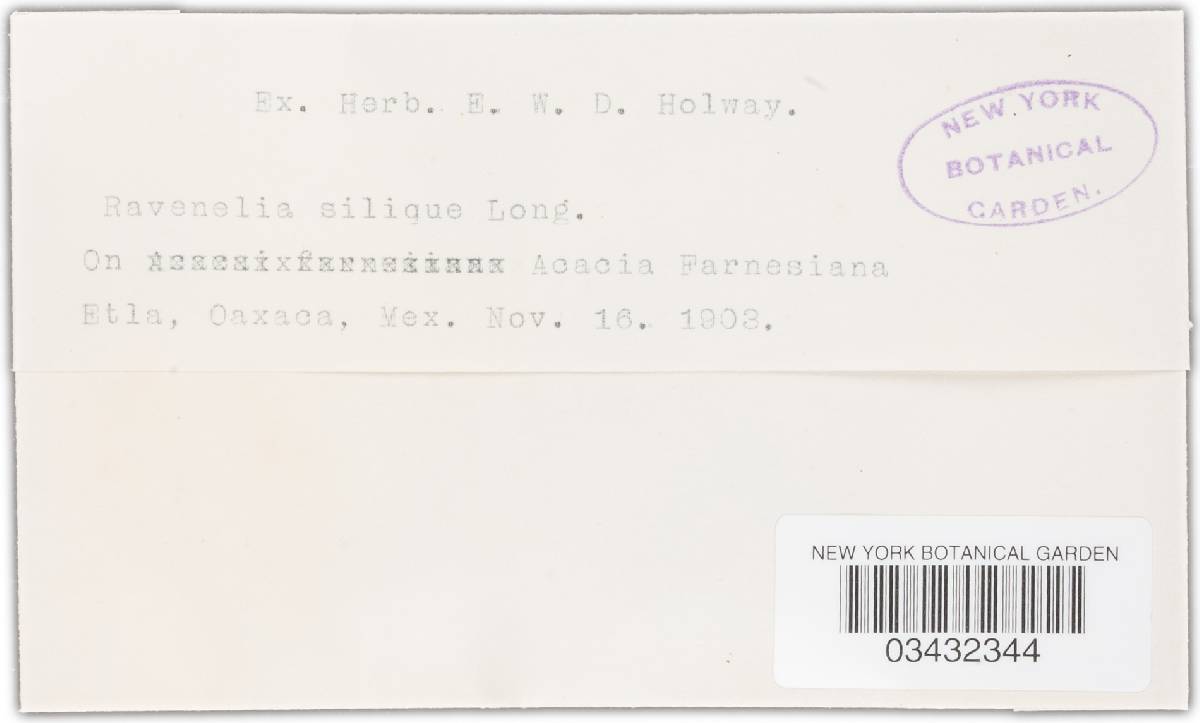 Ex. Herb. E. W. D. Holway.
NEW YORK
BOTANICAL
GARDEN.
Ravenelia silique Long.
On Acacia Farnesiana
Etla, Oaxaca, Mex. Nov. 16. 1903.
NEW YORK BOTANICAL GARDEN
03432344